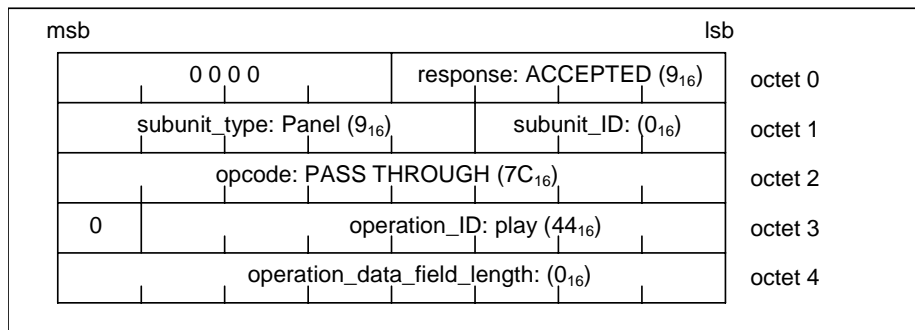 msb lsb
0 0 0 0 response: ACCEPTED (9₁₆) octet 0
subunit_type: Panel (9₁₆) subunit_ID: (0₁₆) octet 1
opcode: PASS THROUGH (7C₁₆) octet 2
0 operation_ID: play (44₁₆) octet 3
operation_data_field_length: (0₁₆) octet 4